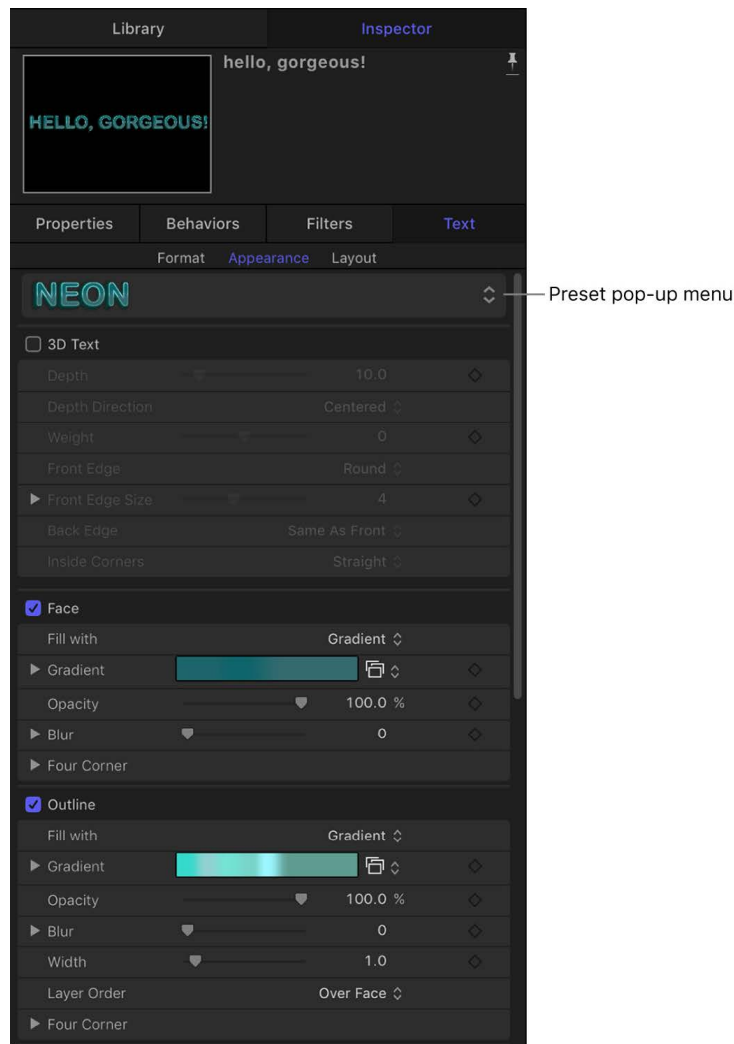 Library Inspector
hello, gorgeous!
HELLO, GORGEOUS!
Properties Behaviors Filters Text
Format Appearance Layout
NEON
Preset pop-up menu
3D Text
Depth 10.0
Depth Direction Centered
Weight 0
Front Edge Round
Front Edge Size 4
Back Edge Same As Front
Inside Corners Straight
Face
Fill with Gradient
Gradient
Opacity 100.0 %
Blur 0
Four Corner
Outline
Fill with Gradient
Gradient
Opacity 100.0 %
Blur 0
Width 1.0
Layer Order Over Face
Four Corner